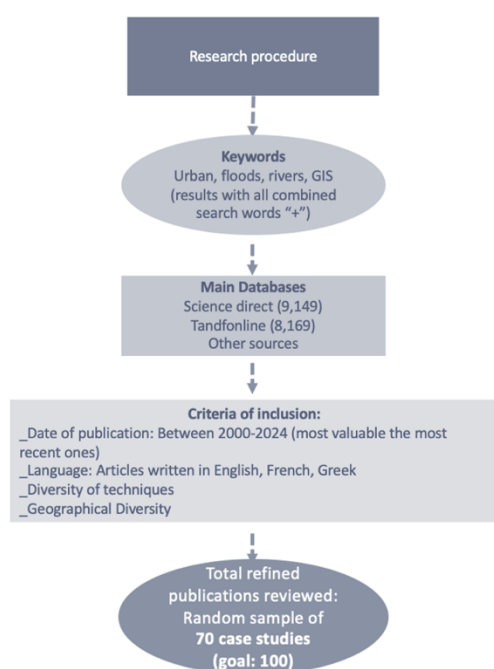 Research procedure
Keywords
Urban, floods, rivers, GIS
(results with all combined
search words “+”)
Main Databases
Science direct (9,149)
Tandfonline (8,169)
Other sources
Criteria of inclusion:
_Date of publication: Between 2000-2024 (most valuable the most
recent ones)
_Language: Articles written in English, French, Greek
_Diversity of techniques
_Geographical Diversity
Total refined
publications reviewed:
Random sample of
70 case studies
(goal: 100)